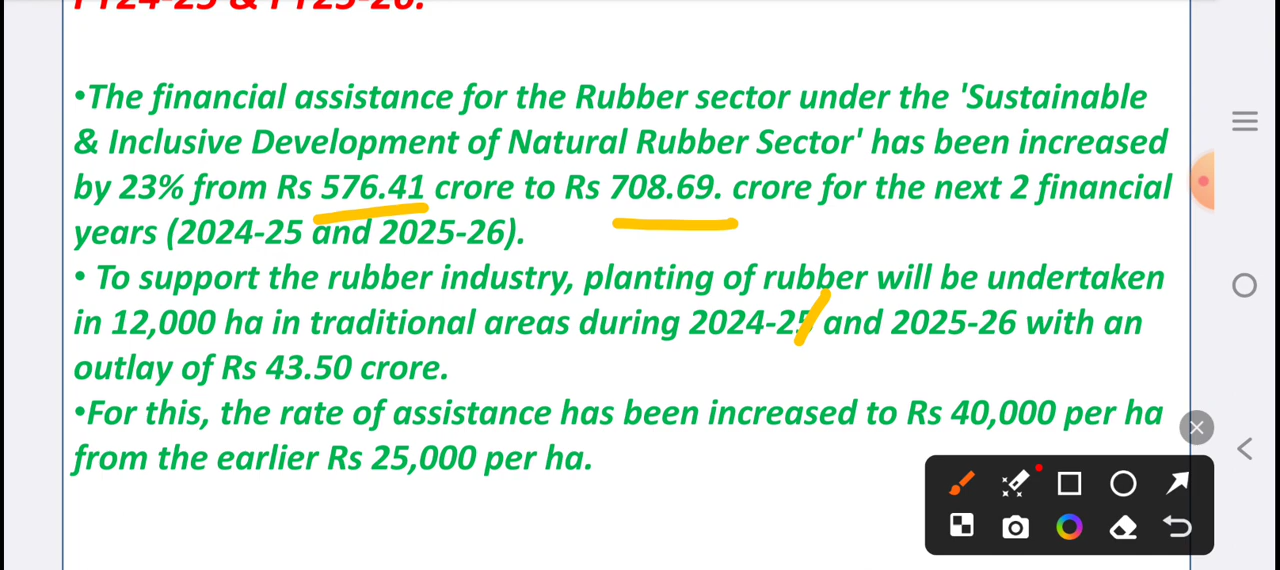 FY24-25 & FY25-26.
•The financial assistance for the Rubber sector under the 'Sustainable
& Inclusive Development of Natural Rubber Sector' has been increased
by 23% from Rs 576.41 crore to Rs 708.69. crore for the next 2 financial
years (2024-25 and 2025-26).
• To support the rubber industry, planting of rubber will be undertaken
in 12,000 ha in traditional areas during 2024-25 and 2025-26 with an
outlay of Rs 43.50 crore.
•For this, the rate of assistance has been increased to Rs 40,000 per ha
from the earlier Rs 25,000 per ha.